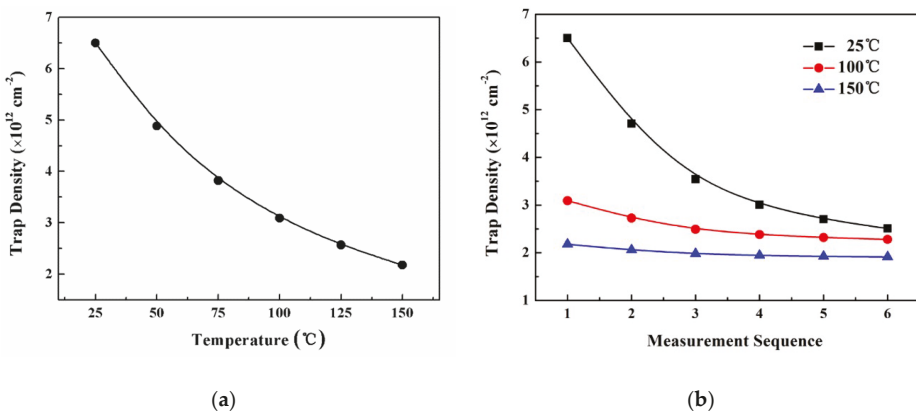 7
6
5
4
3
2
25 50 75 100 125 150
Trap Density (×10¹² cm⁻²)
Temperature (℃)
(a)
7
6
5
4
3
2
1
1 2 3 4 5 6
Trap Density (×10¹² cm⁻²)
Measurement Sequence
25℃
100℃
150℃
(b)